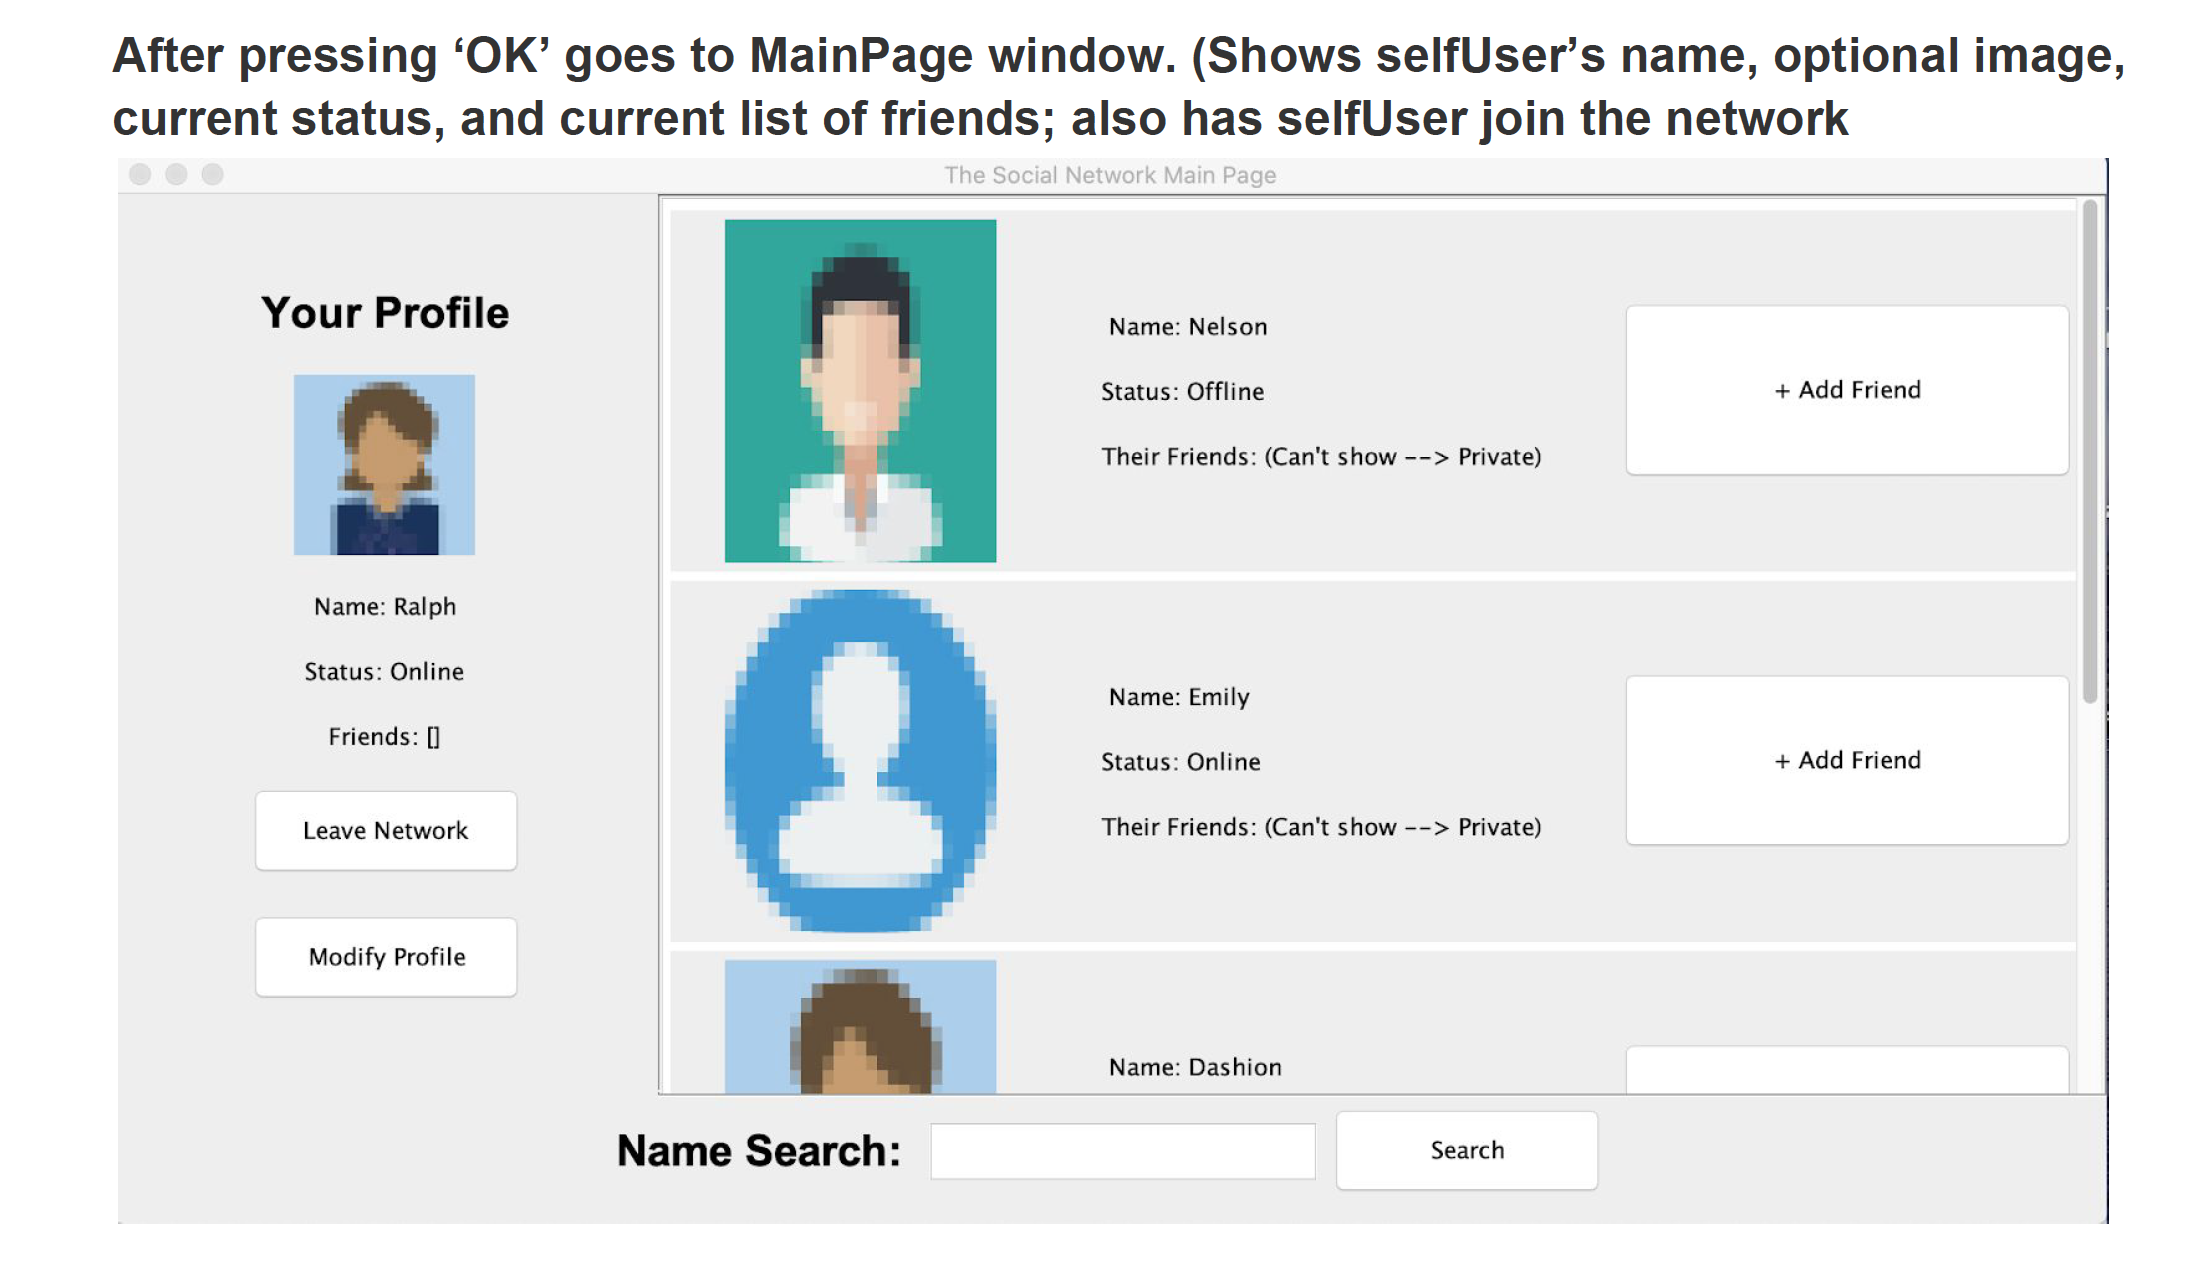 After pressing ‘OK’ goes to MainPage window. (Shows selfUser’s name, optional image,
current status, and current list of friends; also has selfUser join the network
The Social Network Main Page
Your Profile
Name: Ralph
Status: Online
Friends: []
Leave Network
Modify Profile
Name: Nelson
Status: Offline
Their Friends: (Can't show --> Private)
+ Add Friend
Name: Emily
Status: Online
Their Friends: (Can't show --> Private)
+ Add Friend
Name: Dashion
Name Search:
Search